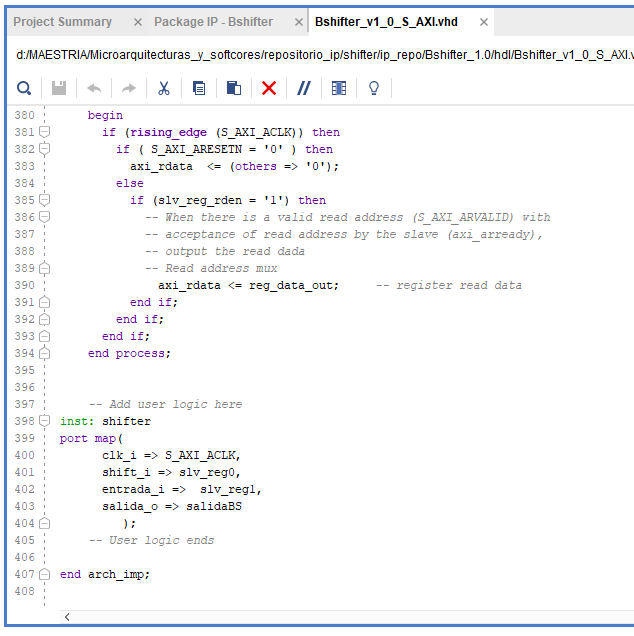 Project Summary × Package IP - Bshifter × Bshifter_v1_0_S_AXI.vhd ×
d:/MAESTRIA/Microarquitecturas_y_softcores/repositorio_ip/shifter/ip_repo/Bshifter_1.0/hdl/Bshifter_v1_0_S_AXI.v
380 begin
381 if (rising_edge (S_AXI_ACLK)) then
382 if ( S_AXI_ARESETN = '0' ) then
383 axi_rdata <= (others => '0');
384 else
385 if (slv_reg_rden = '1') then
386 -- When there is a valid read address (S_AXI_ARVALID) with
387 -- acceptance of read address by the slave (axi_arready),
388 -- output the read dada
389 -- Read address mux
390 axi_rdata <= reg_data_out; -- register read data
391 end if;
392 end if;
393 end if;
394 end process;
395
396
397 -- Add user logic here
398 inst: shifter
399 port map(
400 clk_i => S_AXI_ACLK,
401 shift_i => slv_reg0,
402 entrada_i => slv_reg1,
403 salida_o => salidaBS
404 );
405 -- User logic ends
406
407 end arch_imp;
408